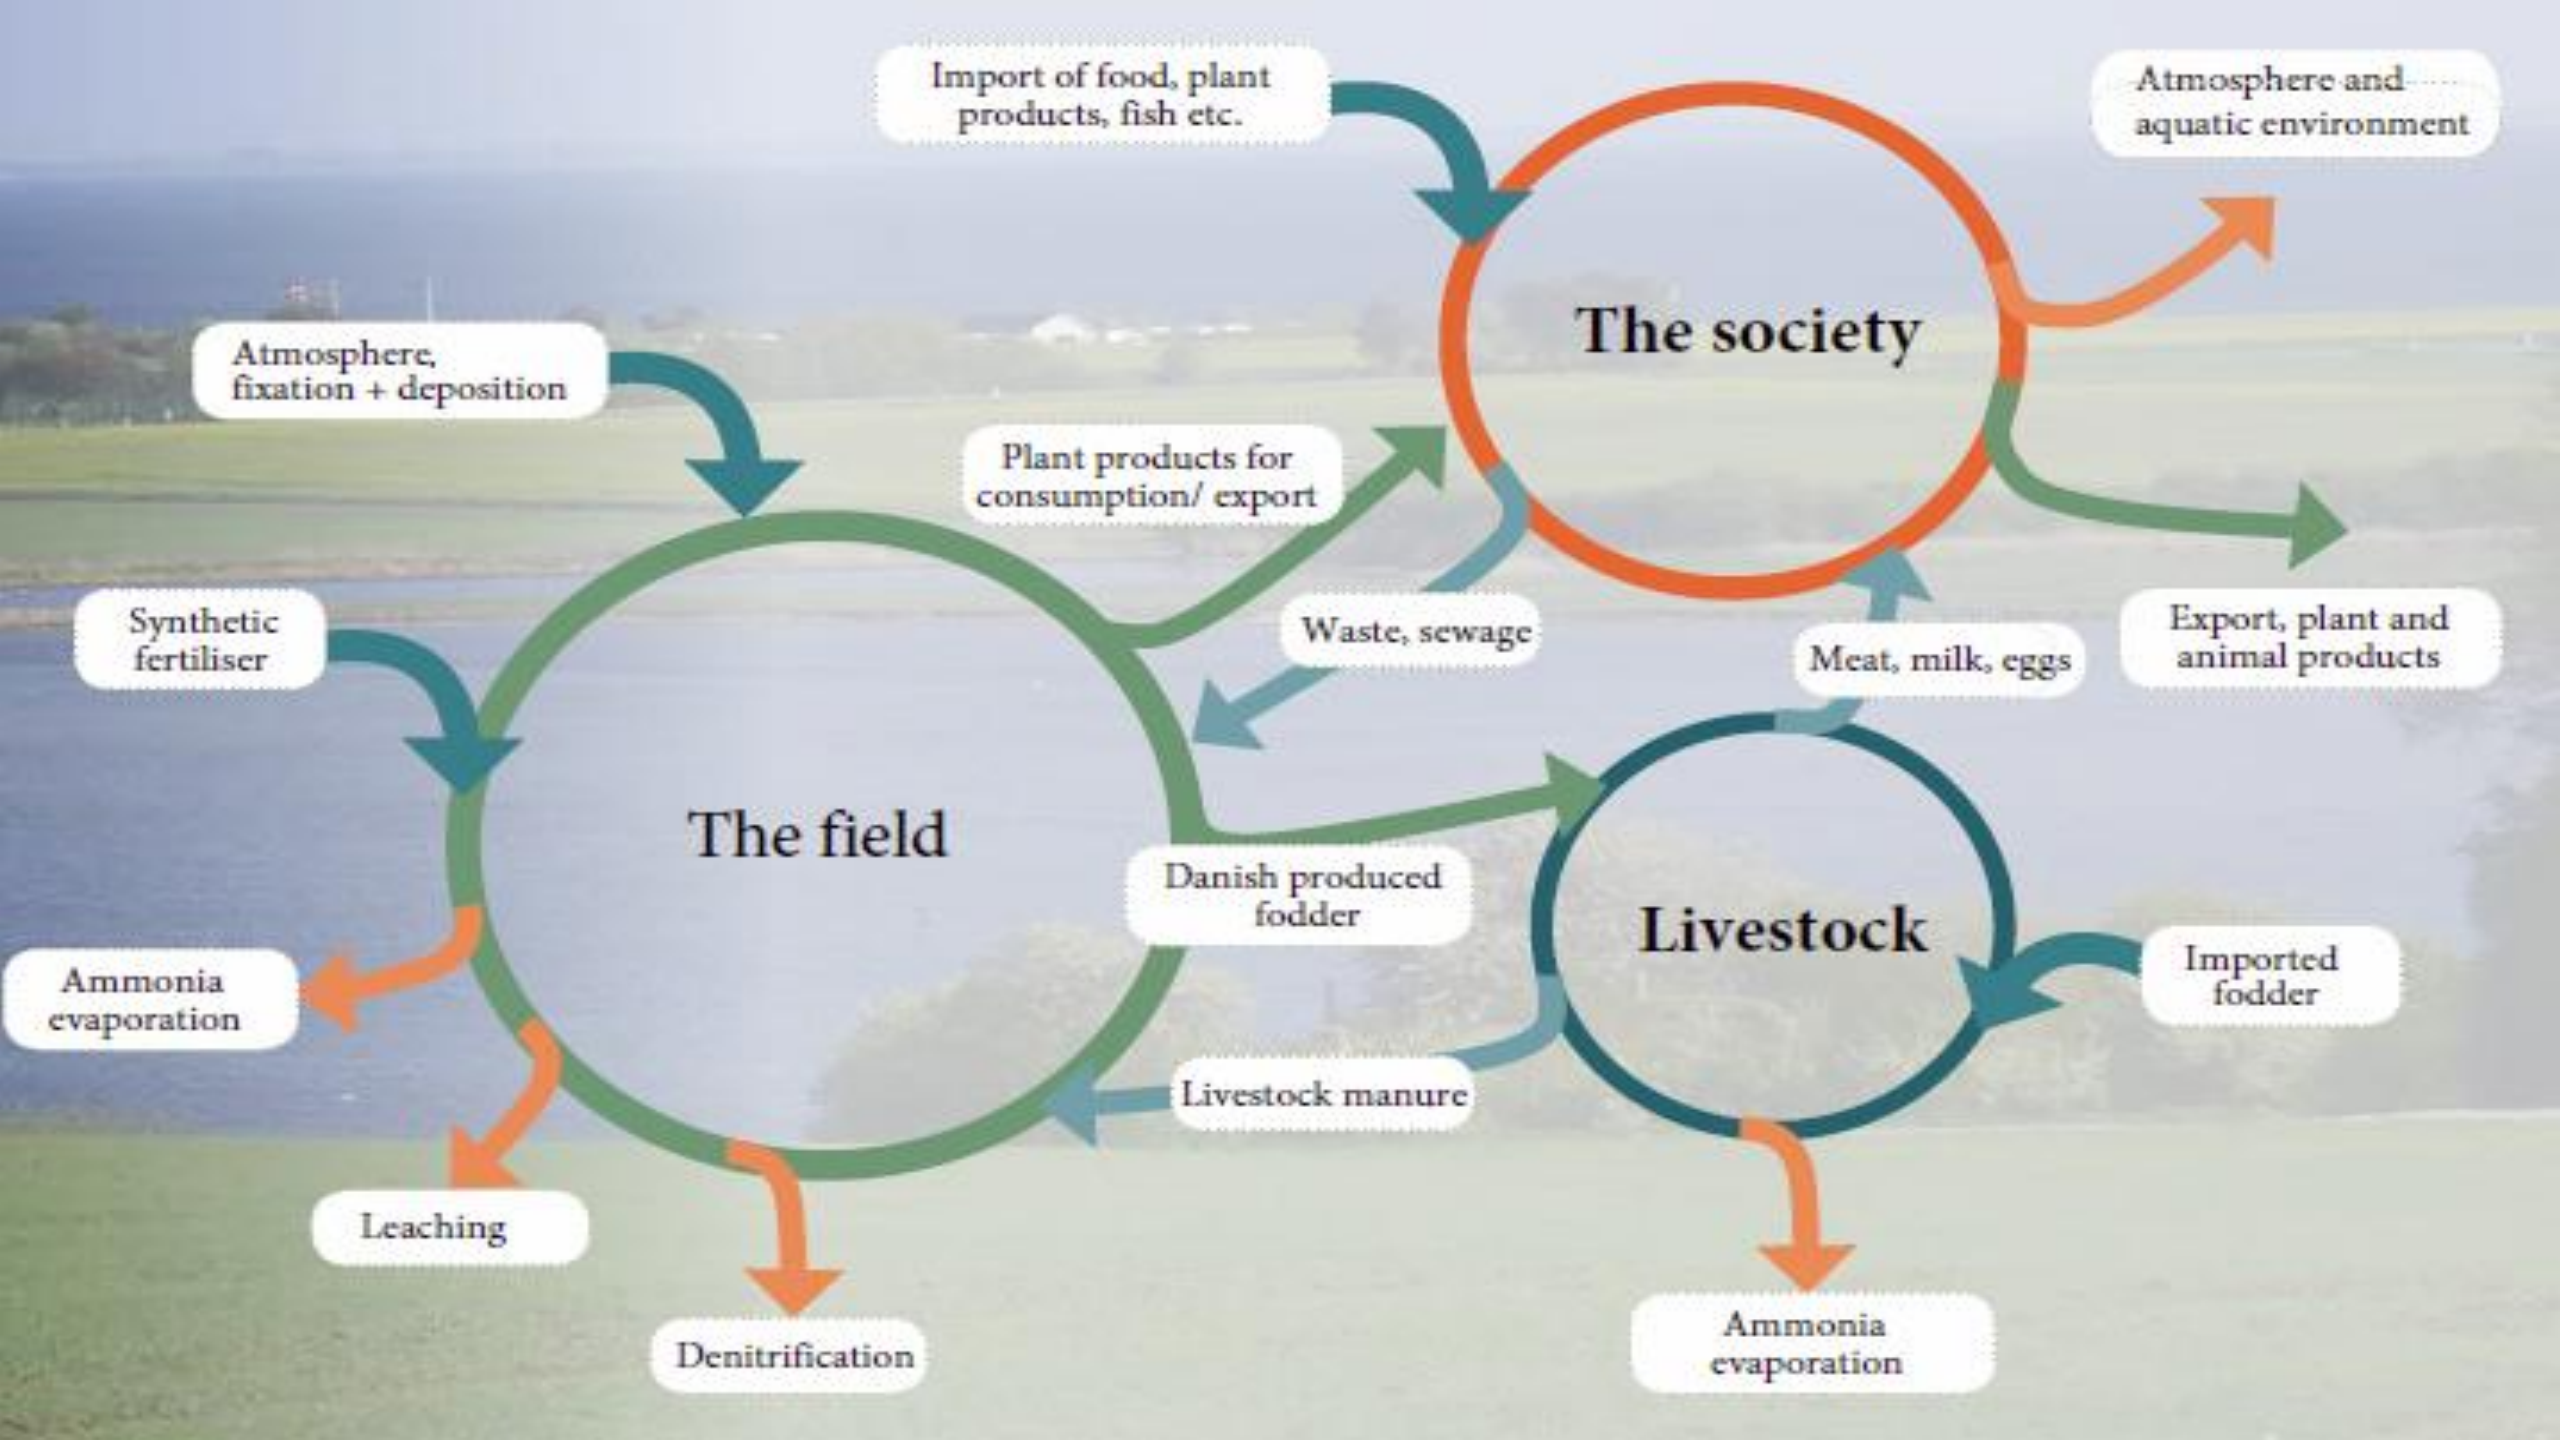 Import of food, plant
products, fish etc.
Atmosphere and
aquatic environment
The society
Atmosphere,
fixation + deposition
Plant products for
consumption/ export
Synthetic
fertiliser
Waste, sewage
Meat, milk, eggs
Export, plant and
animal products
The field
Danish produced
fodder
Livestock
Imported
fodder
Ammonia
evaporation
Livestock manure
Leaching
Denitrification
Ammonia
evaporation